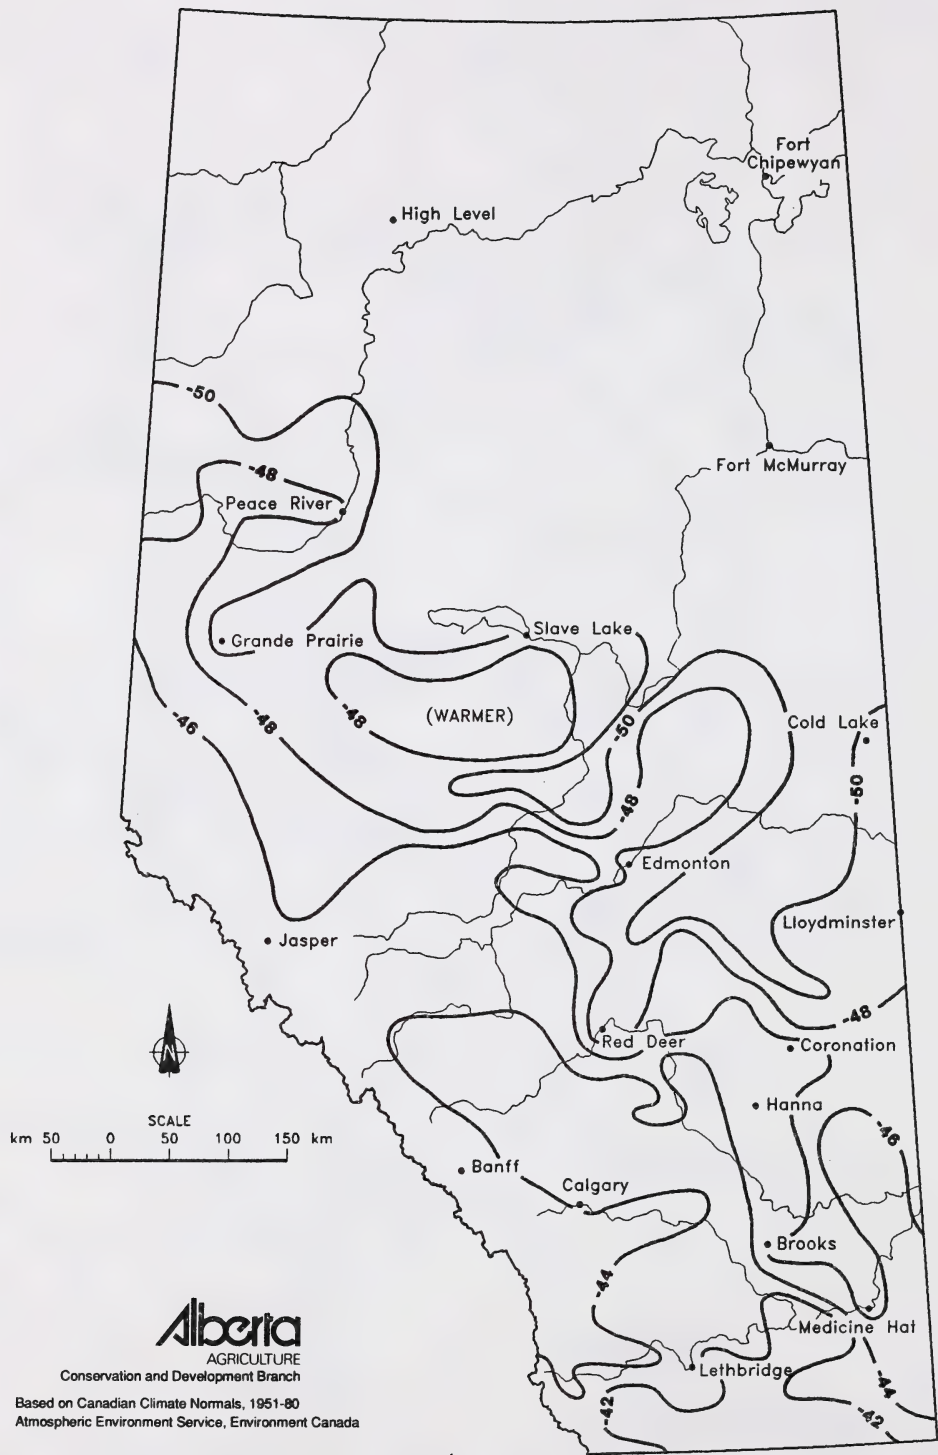 Fort
Chipewyan
High Level
-50
-48
Fort McMurray
Peace River
Slave Lake
Grande Prairie
-46
-48
-48
(WARMER)
-50
Cold Lake
-50
-48
Edmonton
Lloydminster
Jasper
-48
N
Red Deer
Coronation
SCALE
km 50 0 50 100 150 km
Hanna
-46
Banff
Calgary
Brooks
-44
Medicine Hat
Lethbridge
-44
-42
-42
Alberta
AGRICULTURE
Conservation and Development Branch
Based on Canadian Climate Normals, 1951-80
Atmospheric Environment Service, Environment Canada